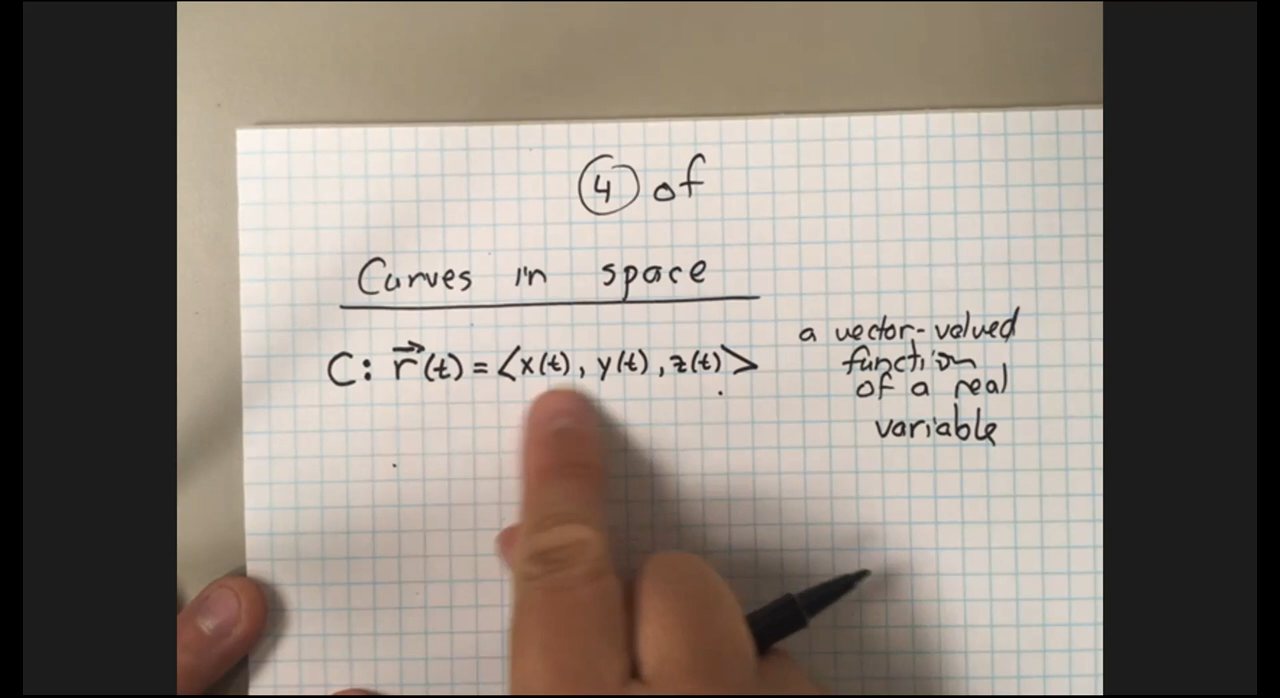 ④ of
Curves in space
C: r⃗(t) = ⟨x(t), y(t), z(t)⟩
a vector-valued
function
of a real
variable